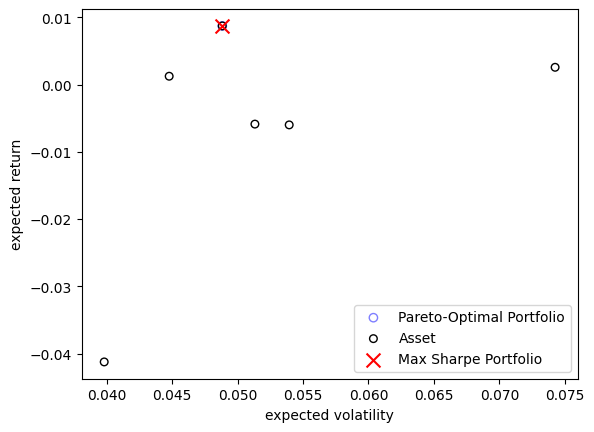 0.01
0.00
−0.01
−0.02
−0.03
−0.04
expected return
Pareto-Optimal Portfolio
Asset
Max Sharpe Portfolio
0.040 0.045 0.050 0.055 0.060 0.065 0.070 0.075
expected volatility